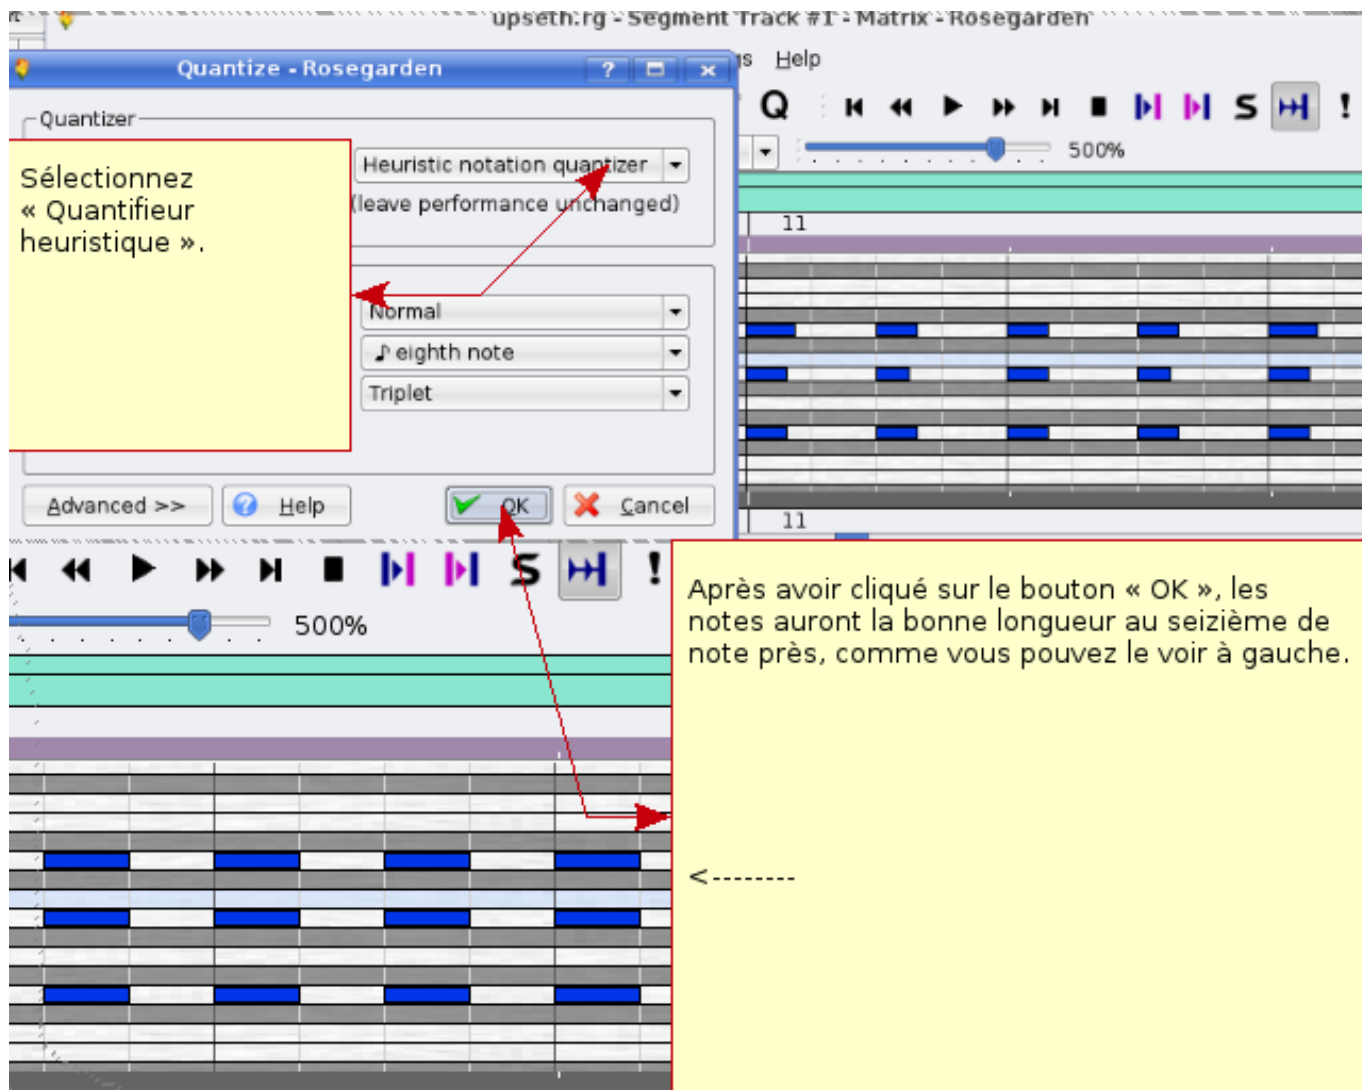 upseth.rg - Segment Track #1 - Matrix - Rosegarden
Quantize - Rosegarden
?
Help
Quantizer
Q
S
!
Heuristic notation quantizer
500%
Sélectionnez
« Quantifieur
heuristique ».
(leave performance unchanged)
11
Normal
♪ eighth note
Triplet
Advanced >>
Help
OK
Cancel
11
S
!
500%
Après avoir cliqué sur le bouton « OK », les
notes auront la bonne longueur au seizième de
note près, comme vous pouvez le voir à gauche.
<--------